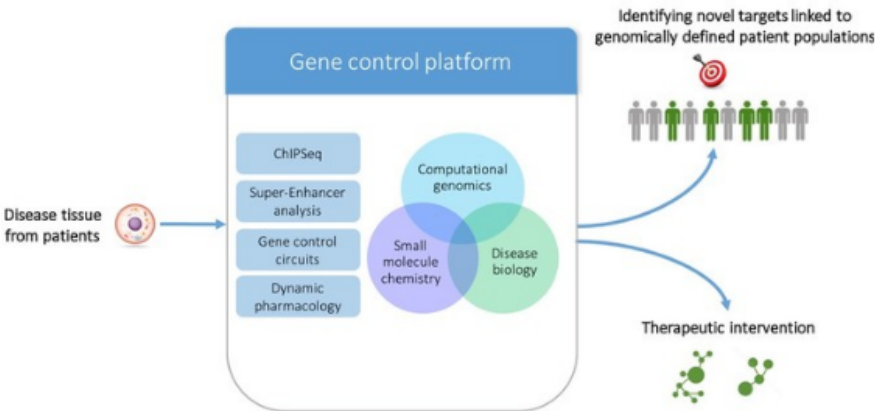 Identifying novel targets linked to
genomically defined patient populations
Gene control platform
ChIPSeq
Super-Enhancer
analysis
Gene control
circuits
Dynamic
pharmacology
Computational
genomics
Small
molecule
chemistry
Disease
biology
Disease tissue
from patients
Therapeutic intervention